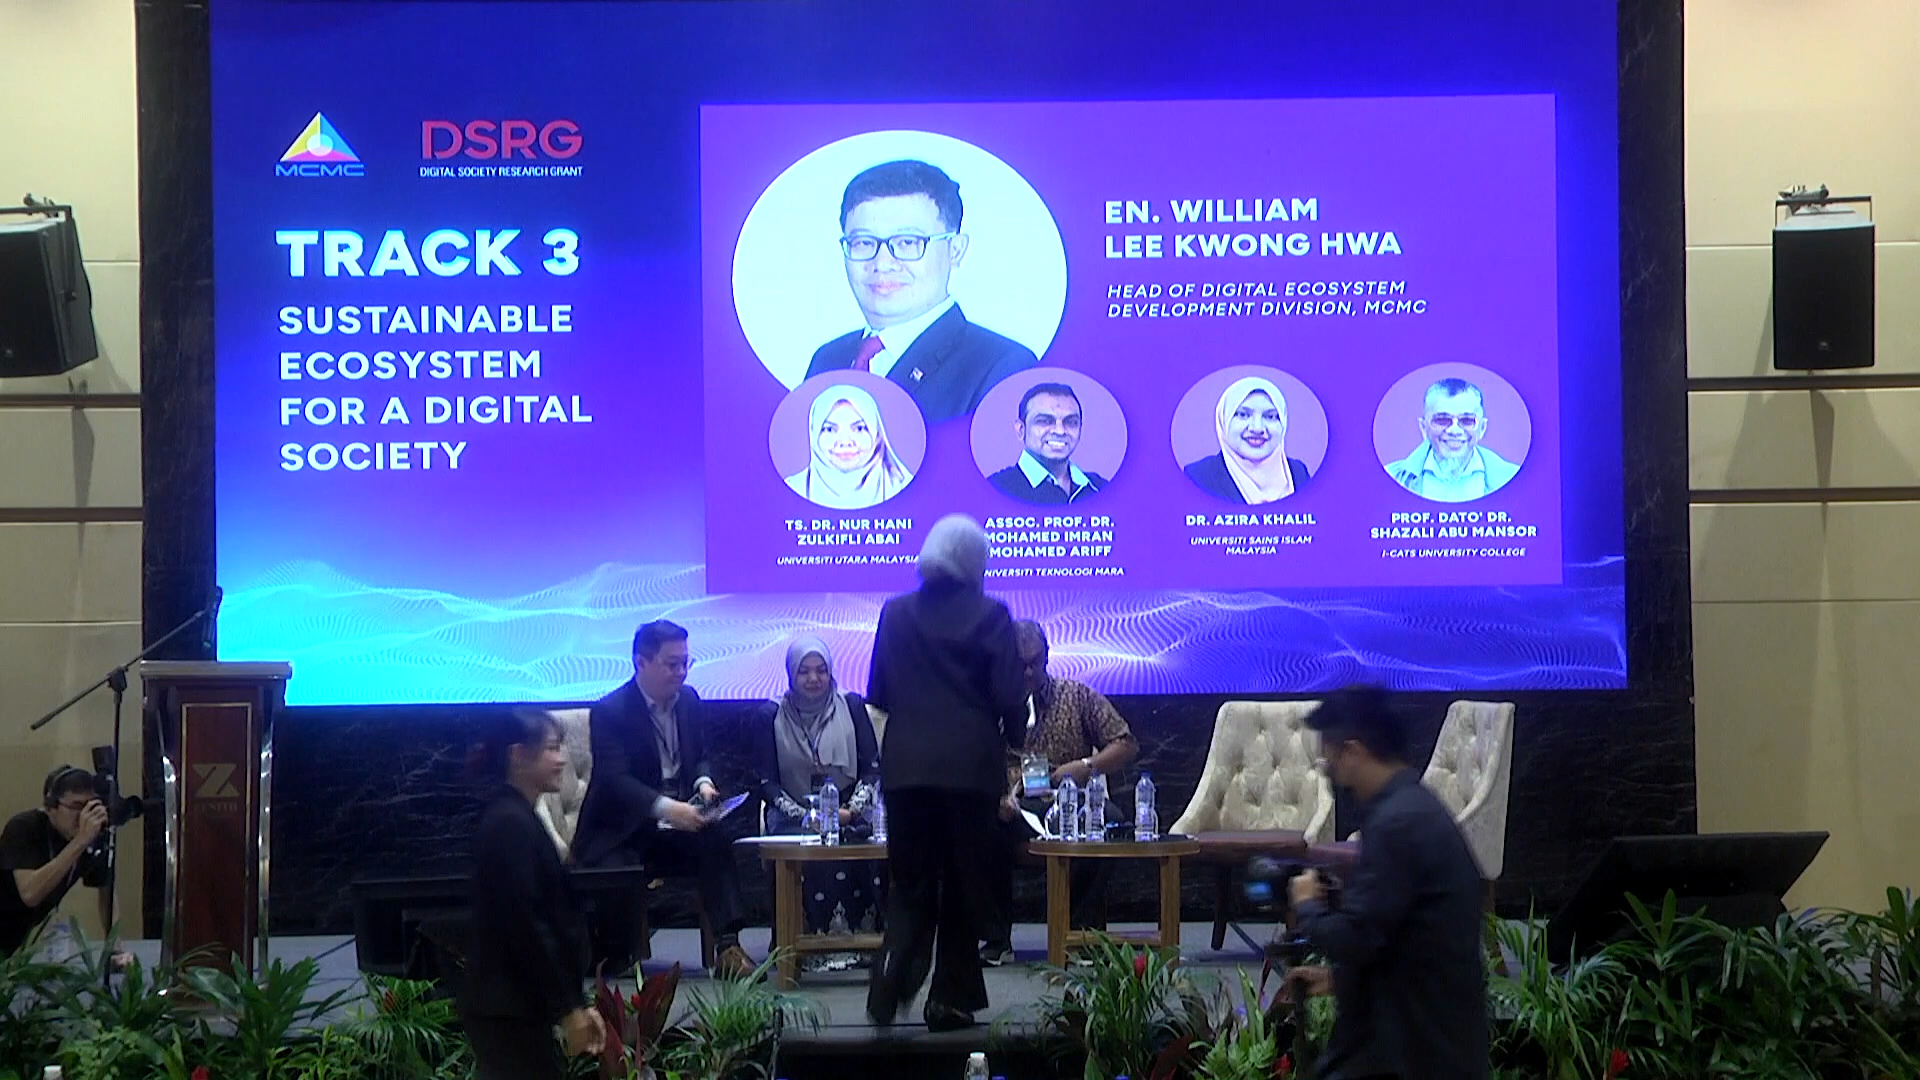 MCMC
DSRG
DIGITAL SOCIETY RESEARCH GRANT
TRACK 3
SUSTAINABLE
ECOSYSTEM
FOR A DIGITAL
SOCIETY
EN. WILLIAM
LEE KWONG HWA
HEAD OF DIGITAL ECOSYSTEM
DEVELOPMENT DIVISION, MCMC
TS. DR. NUR HANI
ZULKIFLI ABAI
UNIVERSITI UTARA MALAYSIA
ASSOC. PROF. DR.
MOHAMED IMRAN
MOHAMED ARIFF
NIVERSITI TEKNOLOGI MARA
DR. AZIRA KHALIL
UNIVERSITI SAINS ISLAM
MALAYSIA
PROF. DATO' DR.
SHAZALI ABU MANSOR
I-CATS UNIVERSITY COLLEGE
ZENITH